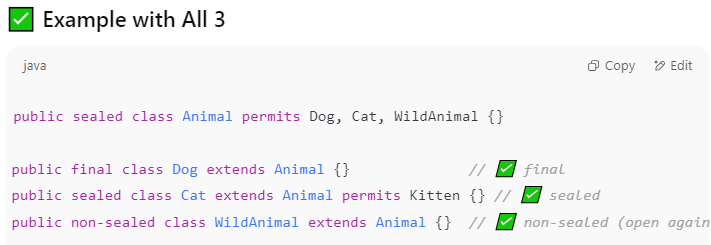 ✅ Example with All 3
java
Copy
Edit
public sealed class Animal permits Dog, Cat, WildAnimal {}
public final class Dog extends Animal {} // ✅ final
public sealed class Cat extends Animal permits Kitten {} // ✅ sealed
public non-sealed class WildAnimal extends Animal {} // ✅ non-sealed (open again